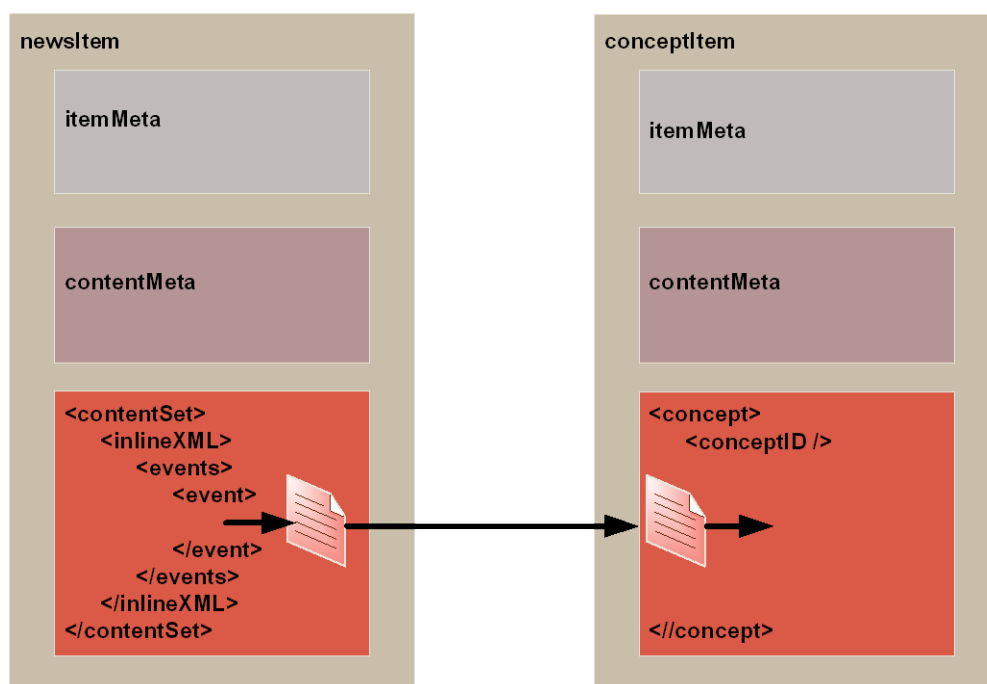 newsItem
itemMeta
contentMeta
<contentSet>
<inlineXML>
<events>
<event>
</event>
</events>
</inlineXML>
</contentSet>
conceptItem
itemMeta
contentMeta
<concept>
<conceptID />
<//concept>